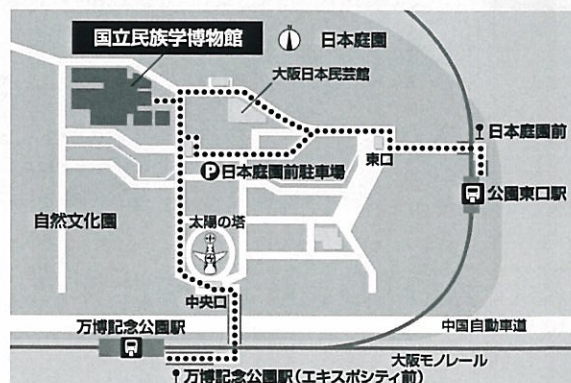 国立民族学博物館
日本庭園
大阪日本民芸館
日本庭園前
東口
P日本庭園前駐車場
公園東口駅
自然文化園
太陽の塔
中央口
万博記念公園駅
中国自動車道
大阪モノレール
万博記念公園駅(エキスポシティ前)